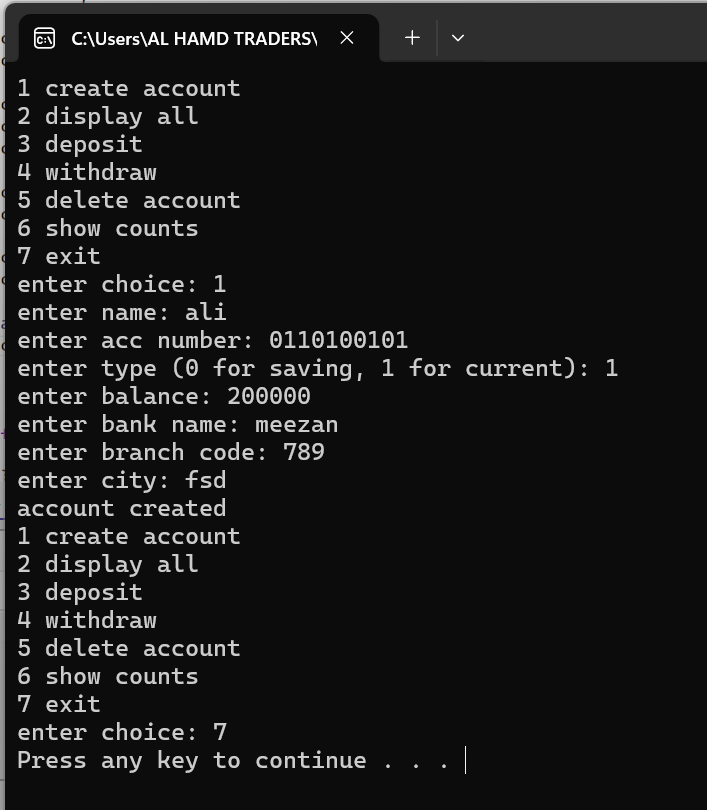 C:\Users\AL HAMD TRADERS\
1 create account
2 display all
3 deposit
4 withdraw
5 delete account
6 show counts
7 exit
enter choice: 1
enter name: ali
enter acc number: 0110100101
enter type (0 for saving, 1 for current): 1
enter balance: 200000
enter bank name: meezan
enter branch code: 789
enter city: fsd
account created
1 create account
2 display all
3 deposit
4 withdraw
5 delete account
6 show counts
7 exit
enter choice: 7
Press any key to continue . . .